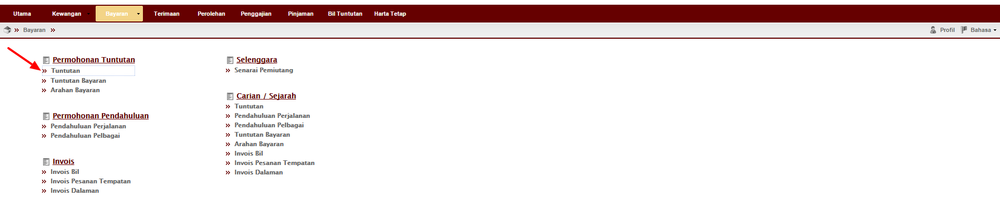 Utama Kewangan Bayaran Terimaan Perolehan Penggajian Pinjaman Bil Tuntutan Harta Tetap
Bayaran Profil Bahasa
Permohonan Tuntutan
Tuntutan
Tuntutan Bayaran
Arahan Bayaran
Permohonan Pendahuluan
Pendahuluan Perjalanan
Pendahuluan Pelbagai
Invois
Invois Bil
Invois Pesanan Tempatan
Invois Dalaman
Selenggara
Senarai Pemiutang
Carian / Sejarah
Tuntutan
Pendahuluan Perjalanan
Pendahuluan Pelbagai
Tuntutan Bayaran
Arahan Bayaran
Invois Bil
Invois Pesanan Tempatan
Invois Dalaman